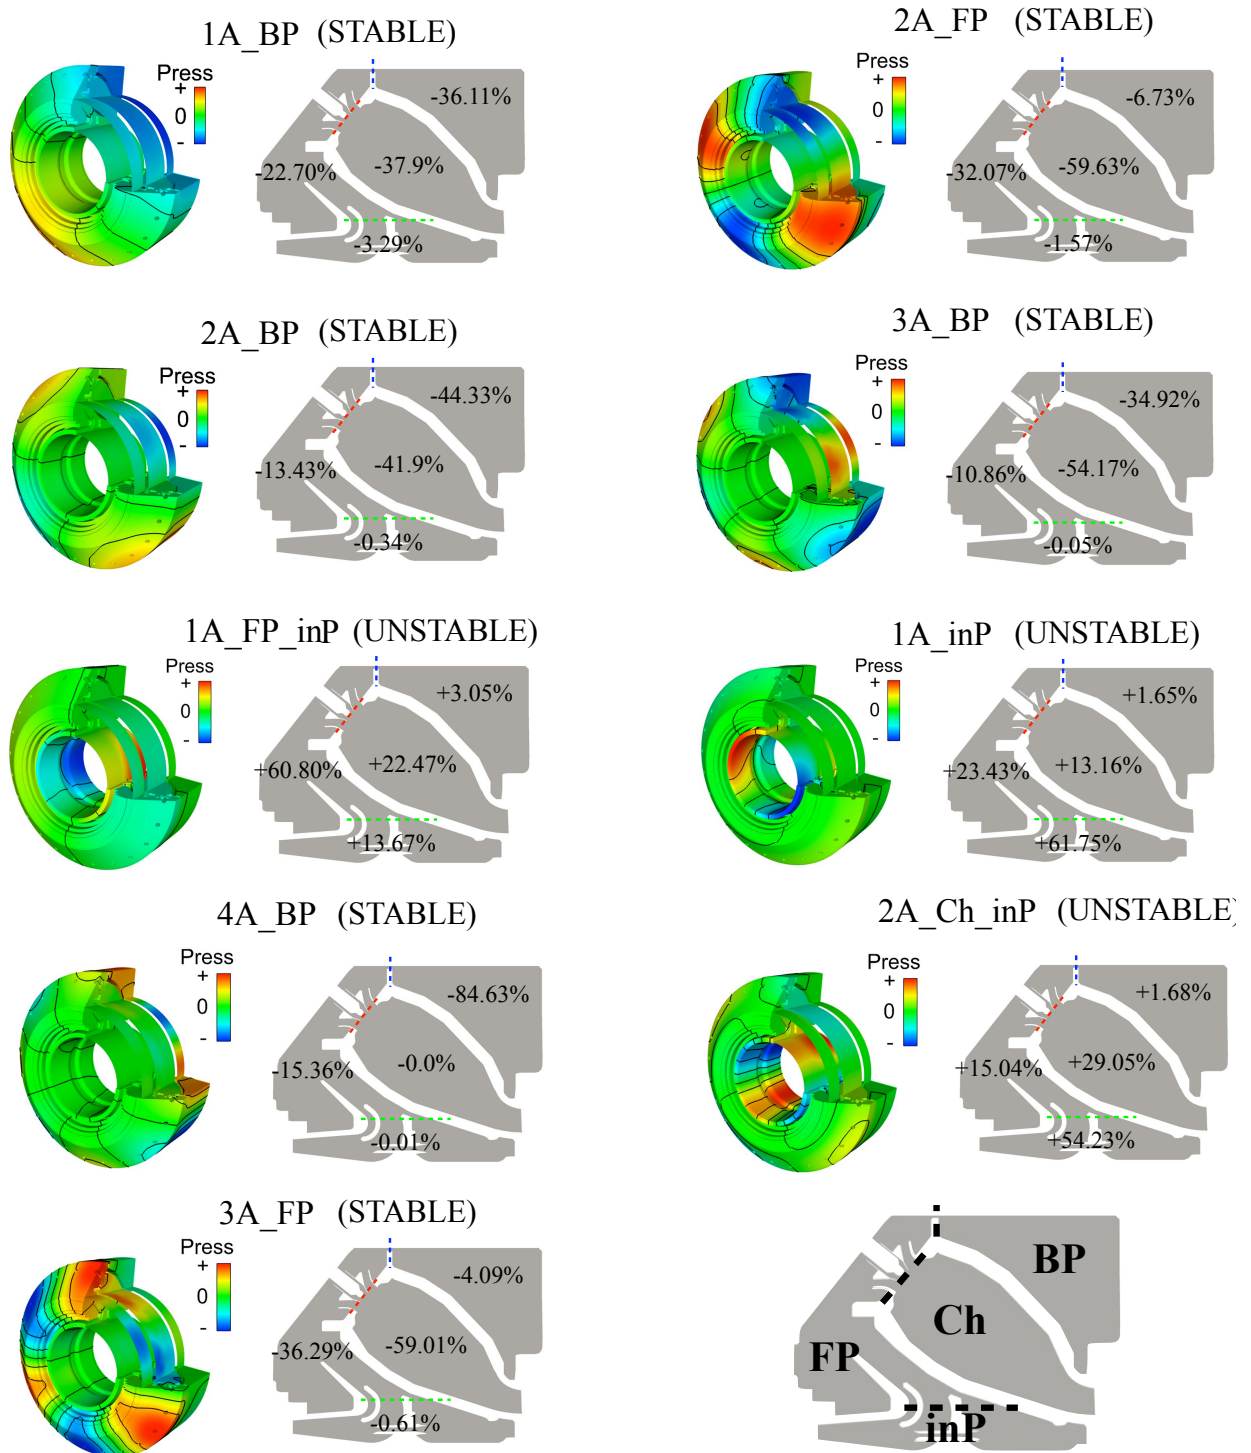 1A_BP (STABLE)
Press
+
0
-
-36.11%
-22.70%
-37.9%
-3.29%
2A_FP (STABLE)
Press
+
0
-
-6.73%
-32.07%
-59.63%
-1.57%
2A_BP (STABLE)
Press
+
0
-
-44.33%
-13.43%
-41.9%
-0.34%
3A_BP (STABLE)
Press
+
0
-
-34.92%
-10.86%
-54.17%
-0.05%
1A_FP_inP (UNSTABLE)
Press
+
0
-
+3.05%
+60.80%
+22.47%
+13.67%
1A_inP (UNSTABLE)
Press
+
0
-
+1.65%
+23.43%
+13.16%
+61.75%
4A_BP (STABLE)
Press
+
0
-
-84.63%
-15.36%
-0.0%
-0.01%
2A_Ch_inP (UNSTABLE)
Press
+
0
-
+1.68%
+15.04%
+29.05%
+54.23%
3A_FP (STABLE)
Press
+
0
-
-4.09%
-36.29%
-59.01%
-0.61%
BP
Ch
FP
inP